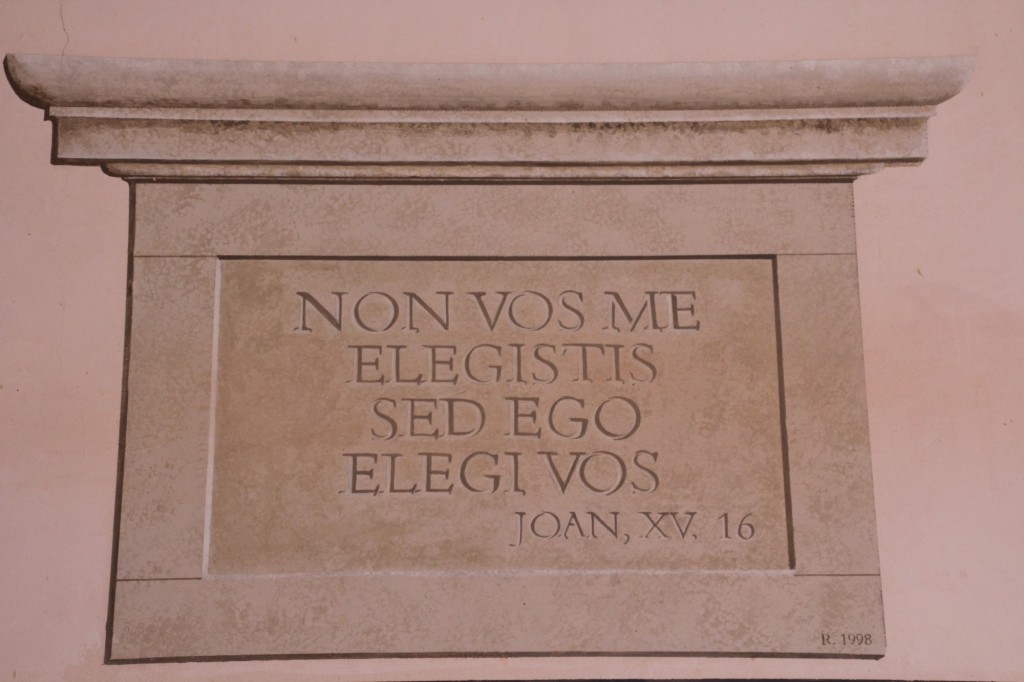 NON VOS ME
ELEGISTIS
SED EGO
ELEGI VOS
JOAN, XV. 16
R. 1998